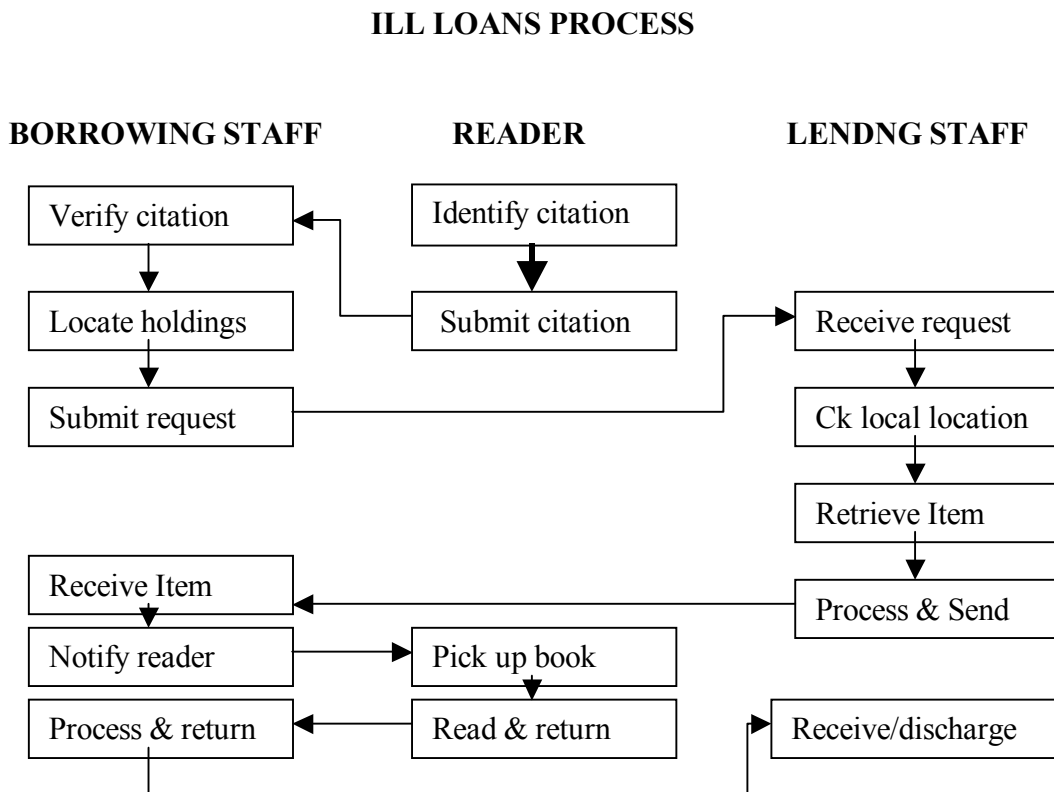 ILL LOANS PROCESS
BORROWING STAFF
READER
LENDNG STAFF
Verify citation
Identify citation
Locate holdings
Submit citation
Receive request
Submit request
Ck local location
Retrieve Item
Receive Item
Process & Send
Notify reader
Pick up book
Process & return
Read & return
Receive/discharge